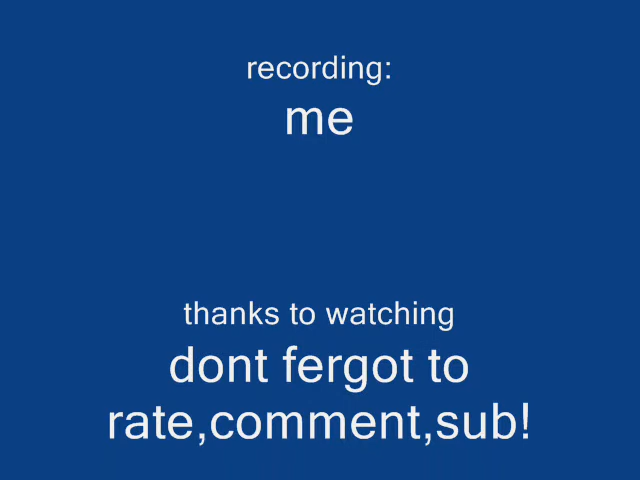 recording:
me
thanks to watching
dont fergot to
rate,comment,sub!